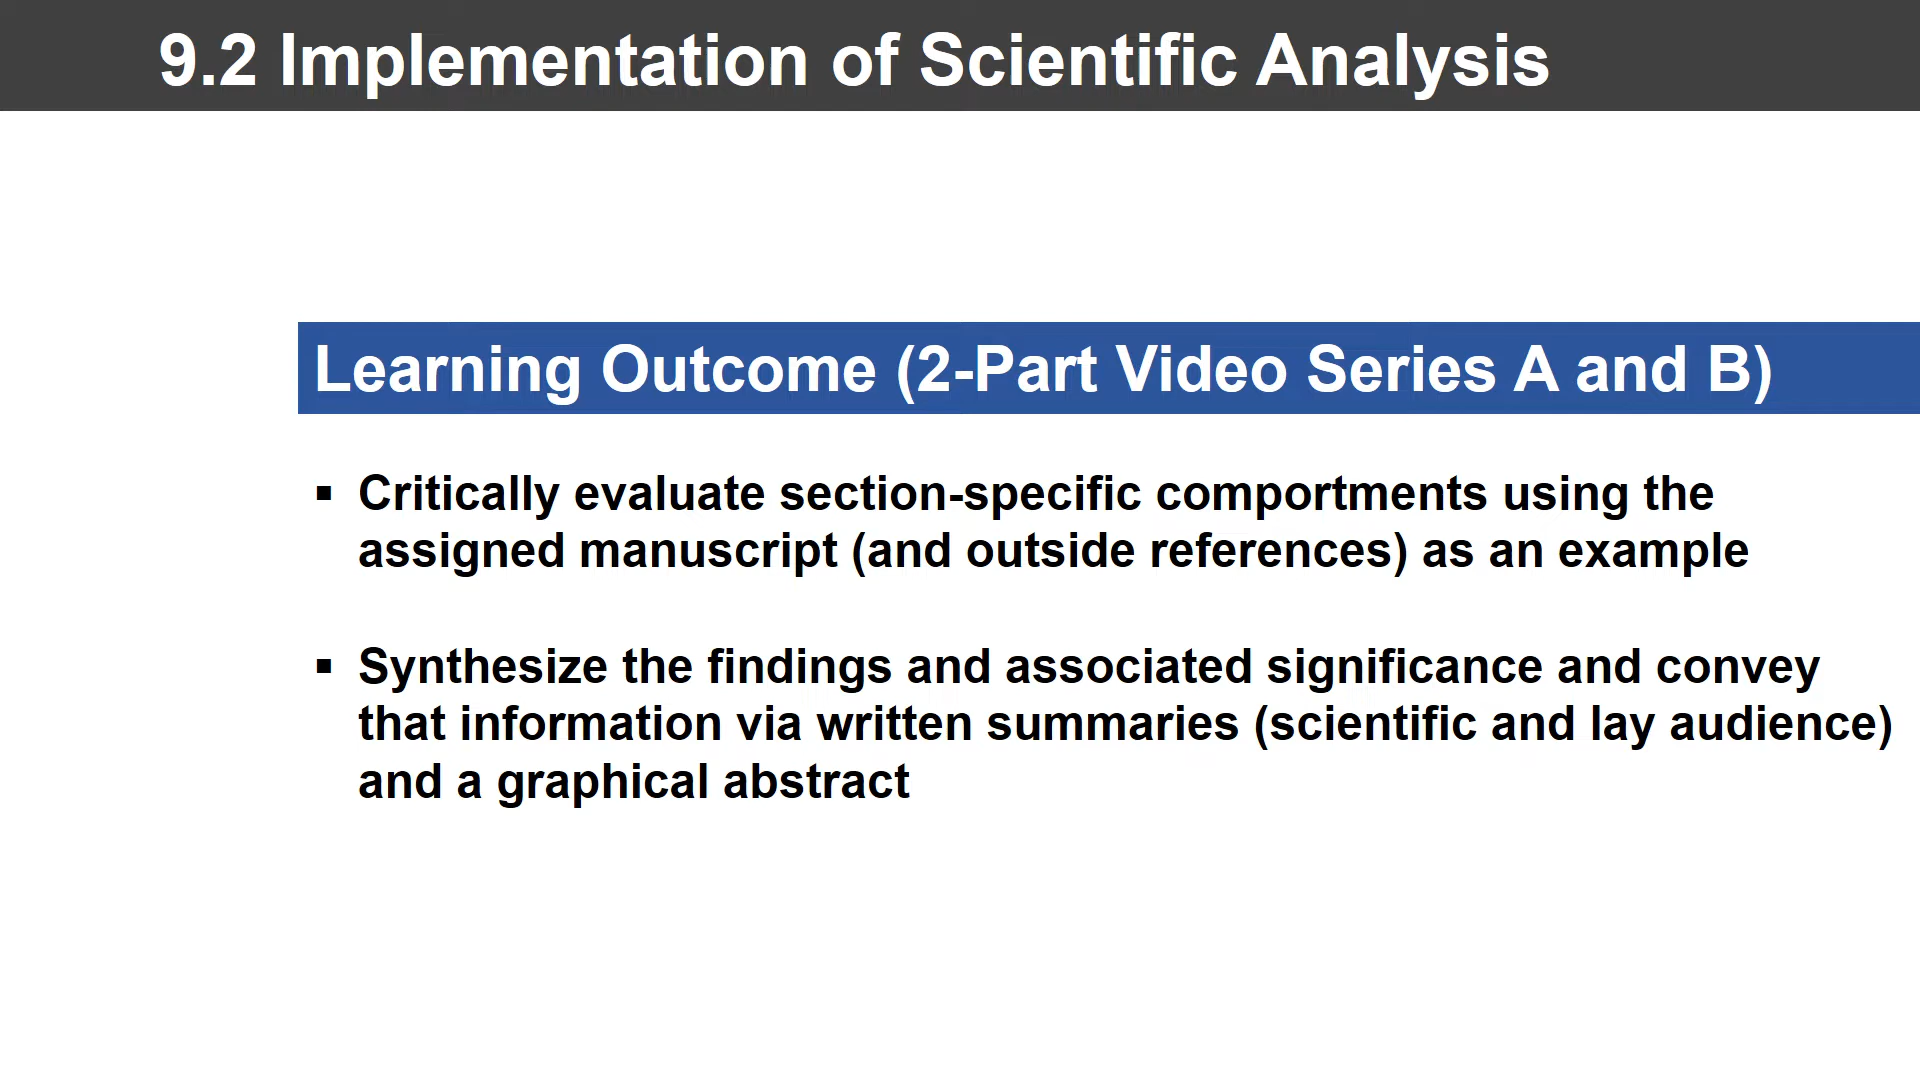 9.2 Implementation of Scientific Analysis
Learning Outcome (2-Part Video Series A and B)
▪ Critically evaluate section-specific comportments using the
assigned manuscript (and outside references) as an example
▪ Synthesize the findings and associated significance and convey
that information via written summaries (scientific and lay audience)
and a graphical abstract